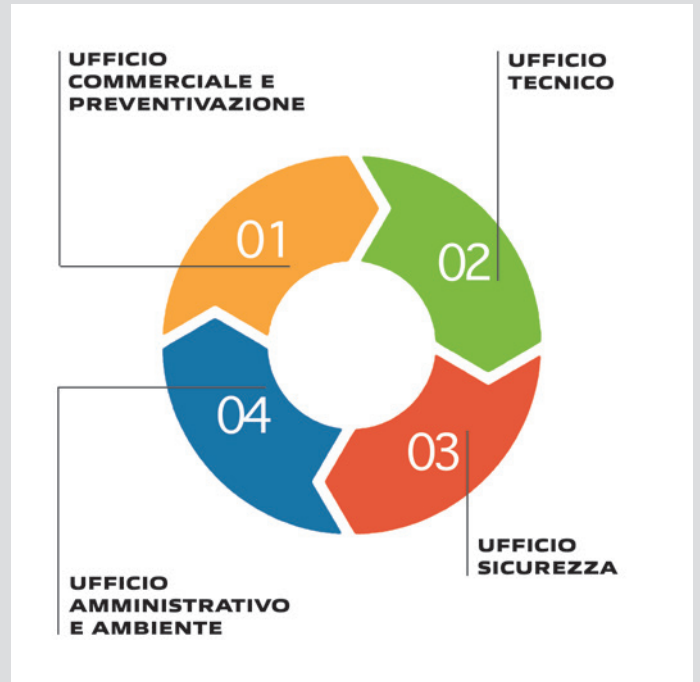 UFFICIO
COMMERCIALE E
PREVENTIVAZIONE
UFFICIO
TECNICO
01
02
03
04
UFFICIO
SICUREZZA
UFFICIO
AMMINISTRATIVO
E AMBIENTE